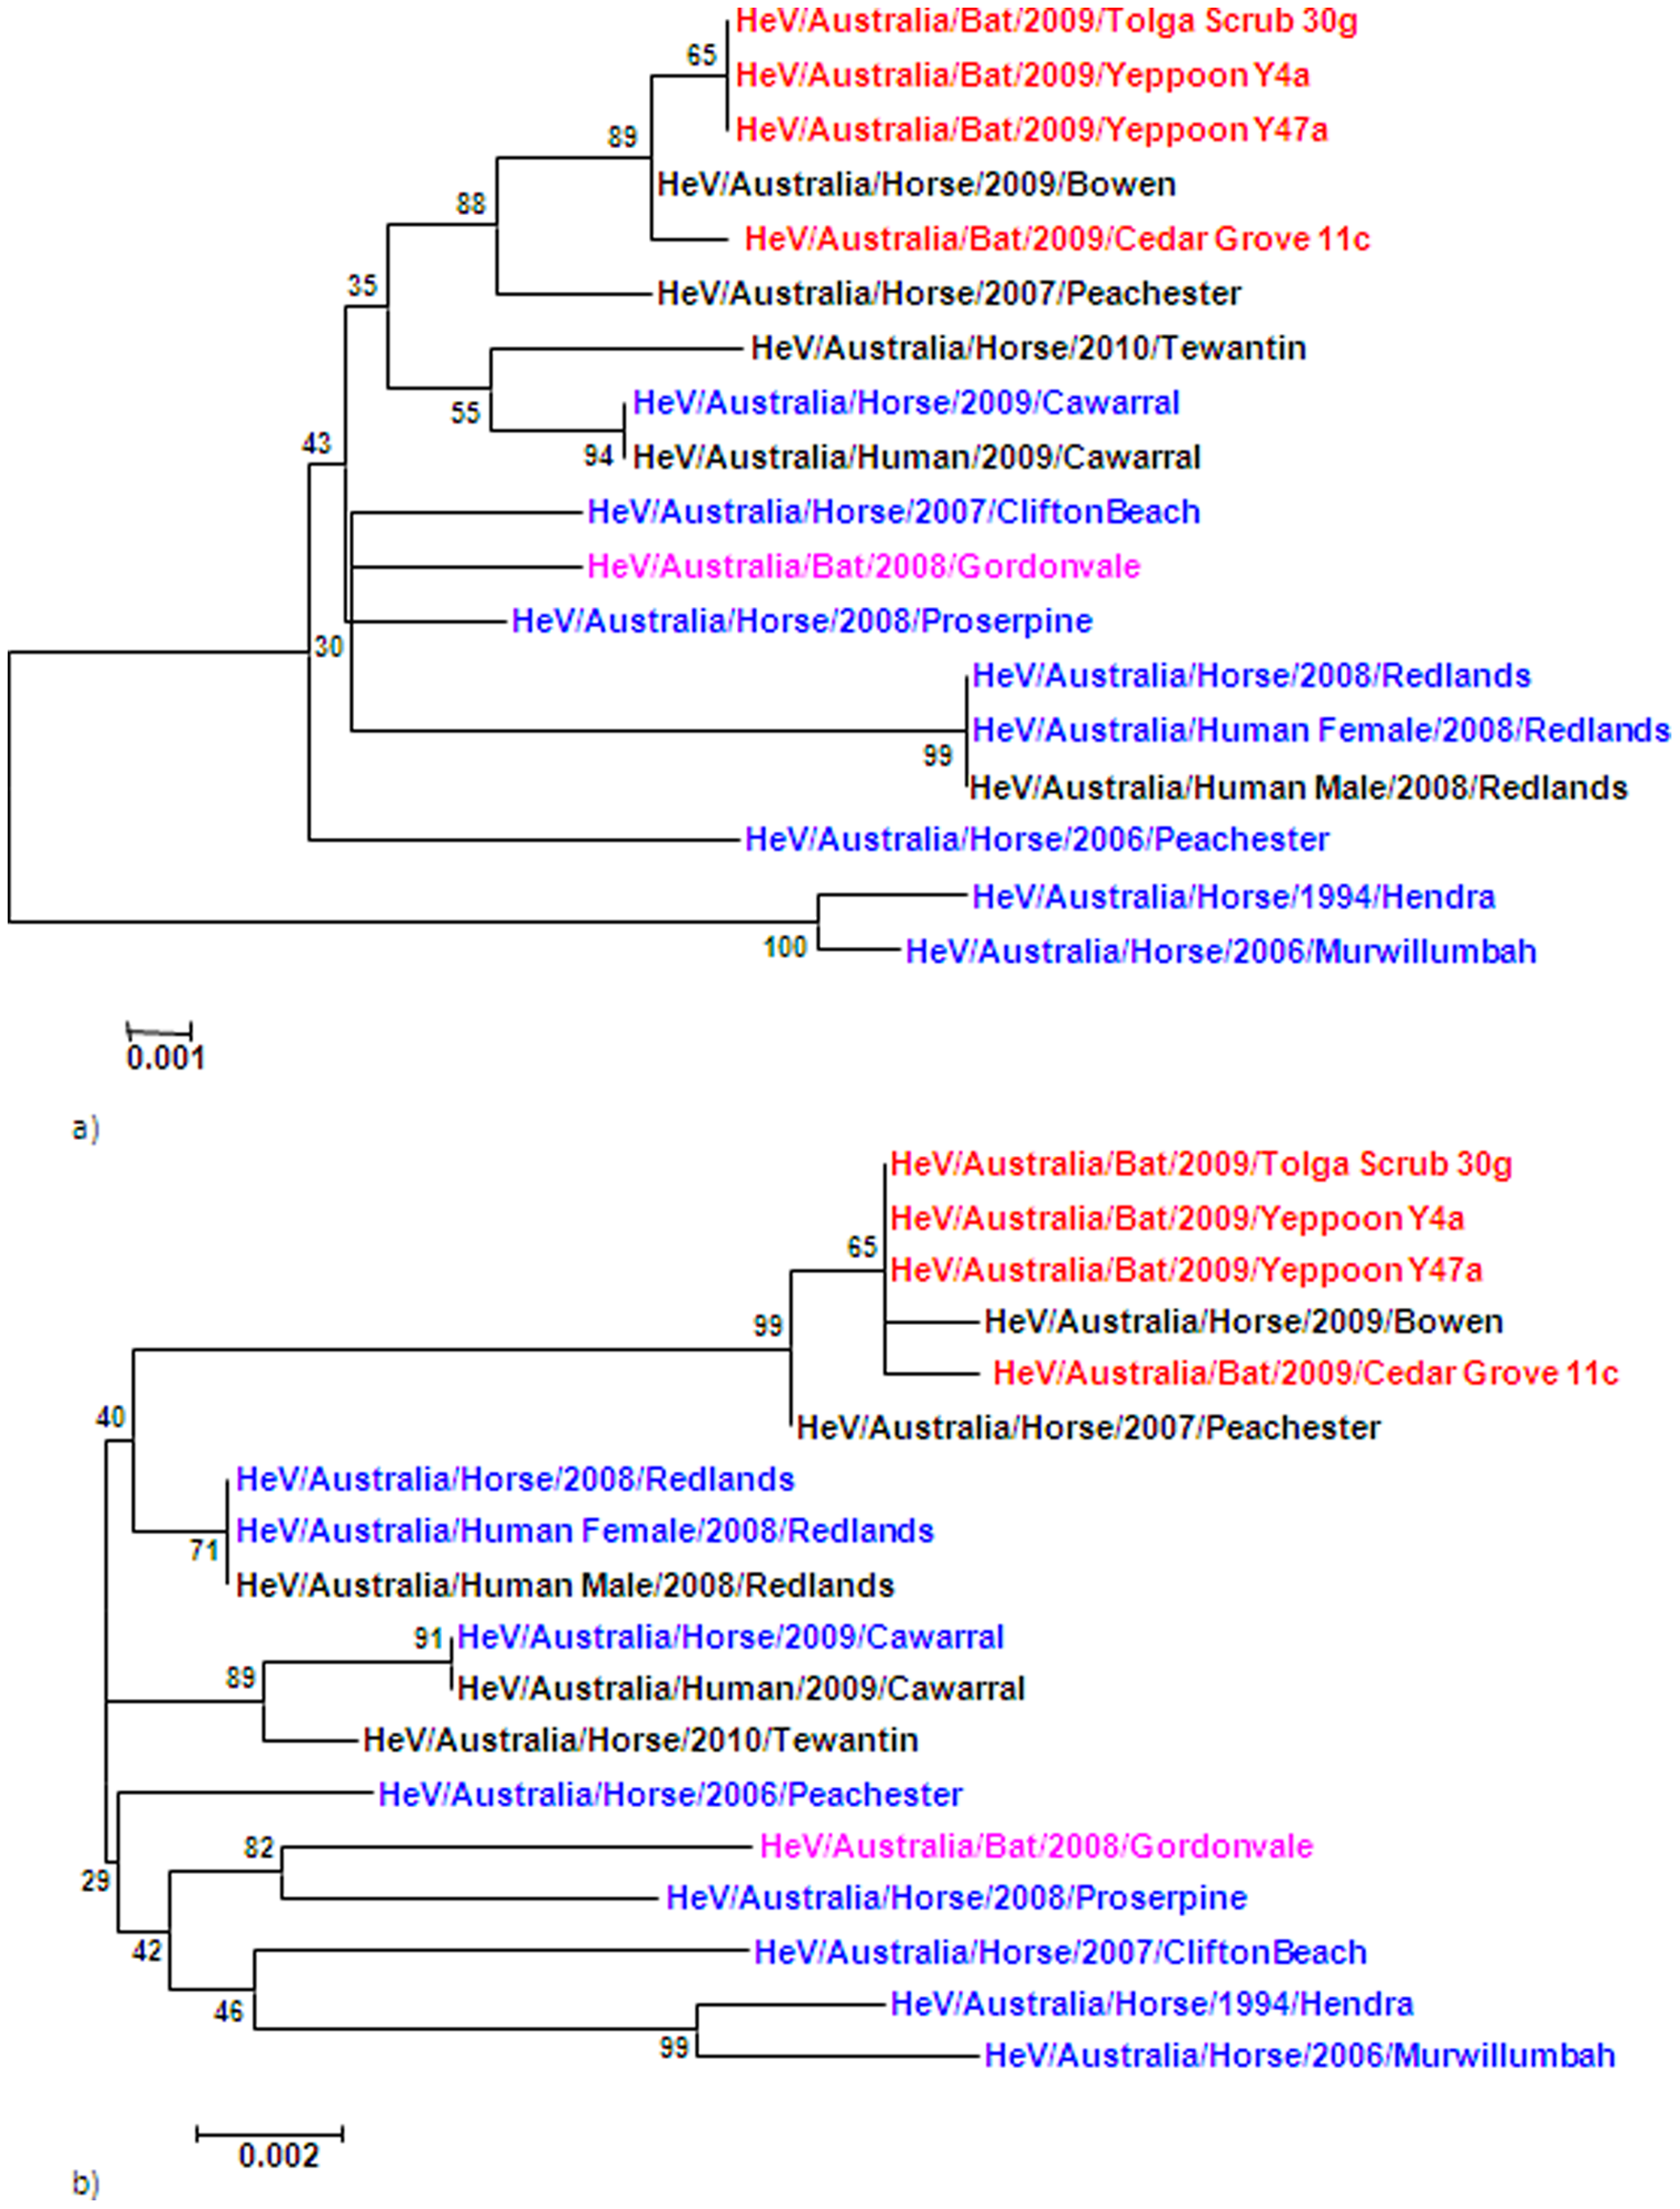 HeV/Australia/Bat/2009/Tolga Scrub 30g
65
HeV/Australia/Bat/2009/Yeppoon Y4a
HeV/Australia/Bat/2009/Yeppoon Y47a
89
HeV/Australia/Horse/2009/Bowen
88
HeV/Australia/Bat/2009/Cedar Grove 11c
35
HeV/Australia/Horse/2007/Peachester
HeV/Australia/Horse/2010/Tewantin
HeV/Australia/Horse/2009/Cawarral
55
43
94
HeV/Australia/Human/2009/Cawarral
HeV/Australia/Horse/2007/CliftonBeach
HeV/Australia/Bat/2008/Gordonvale
HeV/Australia/Horse/2008/Proserpine
30
HeV/Australia/Horse/2008/Redlands
HeV/Australia/Human Female/2008/Redlands
99
HeV/Australia/Human Male/2008/Redlands
HeV/Australia/Horse/2006/Peachester
HeV/Australia/Horse/1994/Hendra
100
HeV/Australia/Horse/2006/Murwillumbah
0.001
a)
HeV/Australia/Bat/2009/Tolga Scrub 30g
HeV/Australia/Bat/2009/Yeppoon Y4a
65
HeV/Australia/Bat/2009/Yeppoon Y47a
99
HeV/Australia/Horse/2009/Bowen
HeV/Australia/Bat/2009/Cedar Grove 11c
40
HeV/Australia/Horse/2007/Peachester
HeV/Australia/Horse/2008/Redlands
HeV/Australia/Human Female/2008/Redlands
71
HeV/Australia/Human Male/2008/Redlands
91
HeV/Australia/Horse/2009/Cawarral
89
HeV/Australia/Human/2009/Cawarral
HeV/Australia/Horse/2010/Tewantin
HeV/Australia/Horse/2006/Peachester
82
HeV/Australia/Bat/2008/Gordonvale
29
HeV/Australia/Horse/2008/Proserpine
42
HeV/Australia/Horse/2007/CliftonBeach
46
HeV/Australia/Horse/1994/Hendra
99
HeV/Australia/Horse/2006/Murwillumbah
0.002
b)